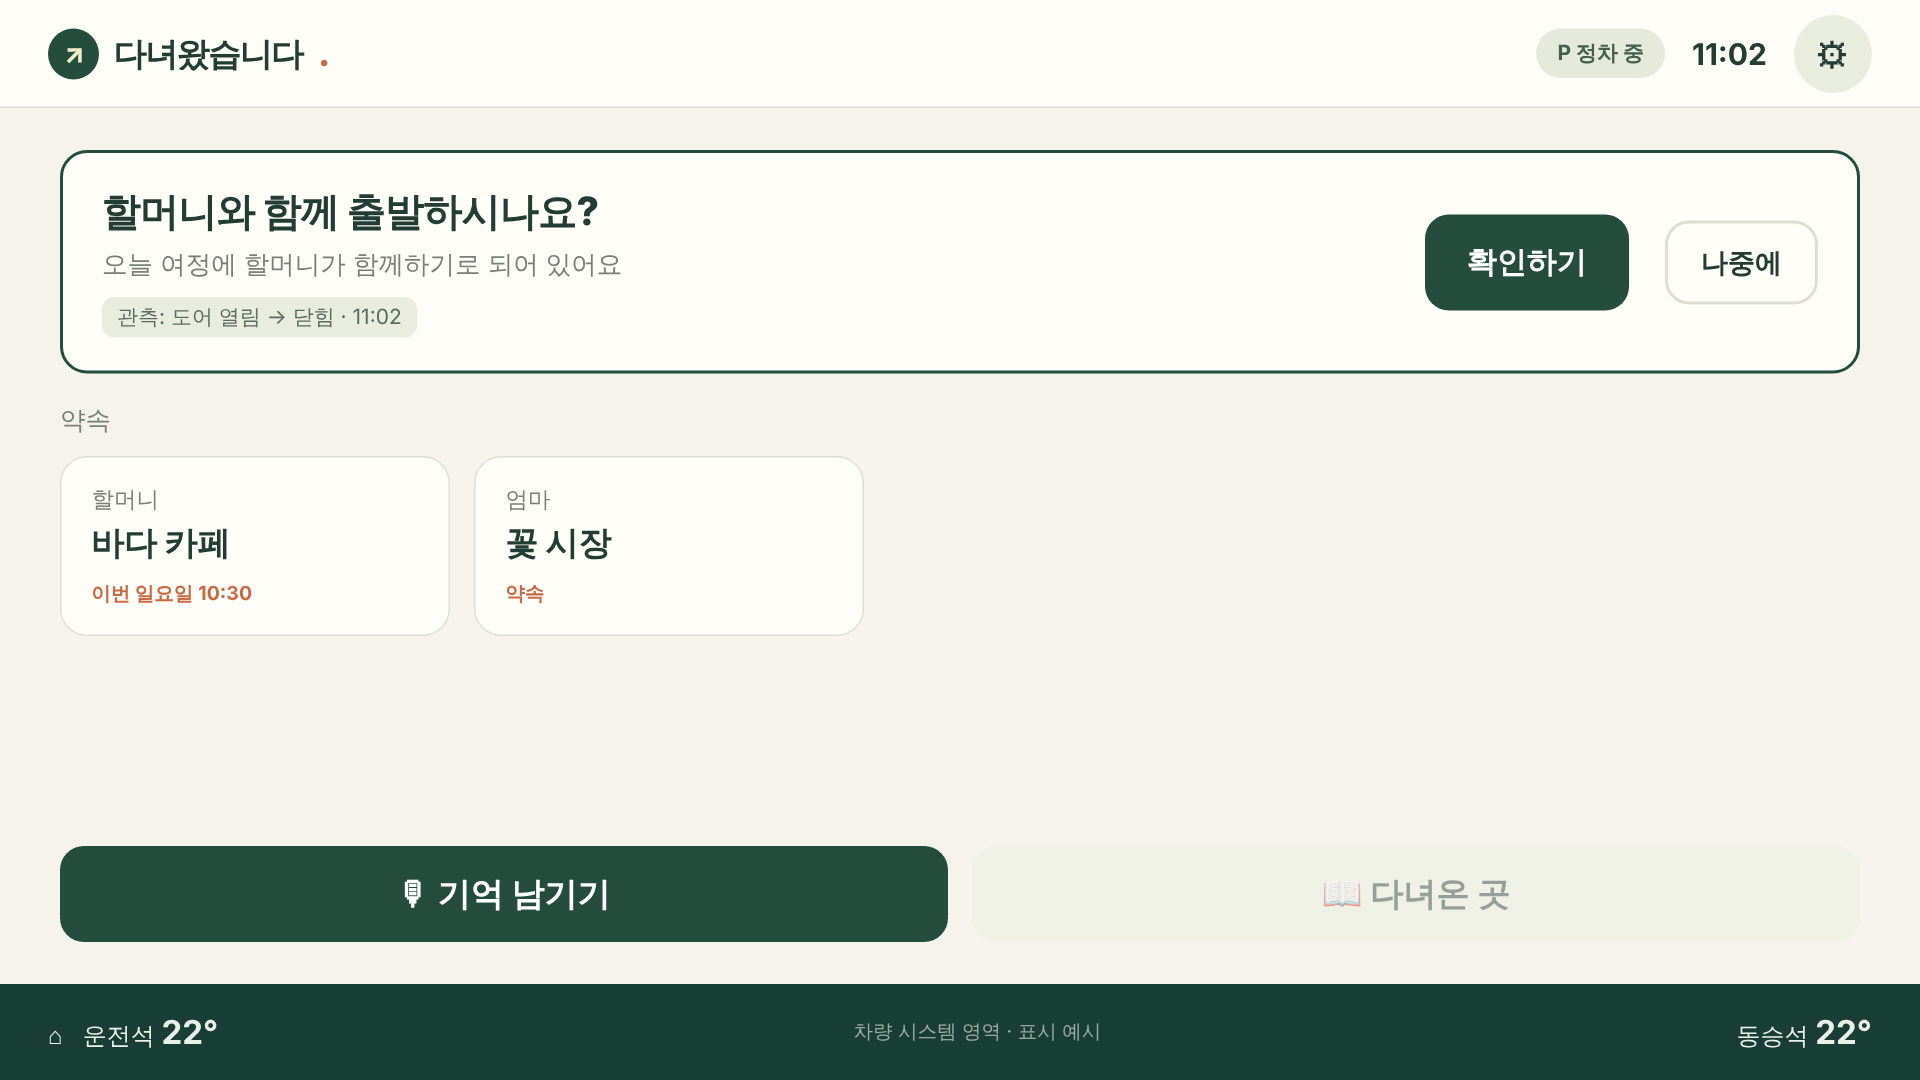 다녀왔습니다 .
P 정차 중
11:02
할머니와 함께 출발하시나요?
오늘 여정에 할머니가 함께하기로 되어 있어요
관측: 도어 열림 → 닫힘 · 11:02
확인하기
나중에
약속
할머니
바다 카페
이번 일요일 10:30
엄마
꽃 시장
약속
기억 남기기
다녀온 곳
운전석 22°
차량 시스템 영역 · 표시 예시
동승석 22°